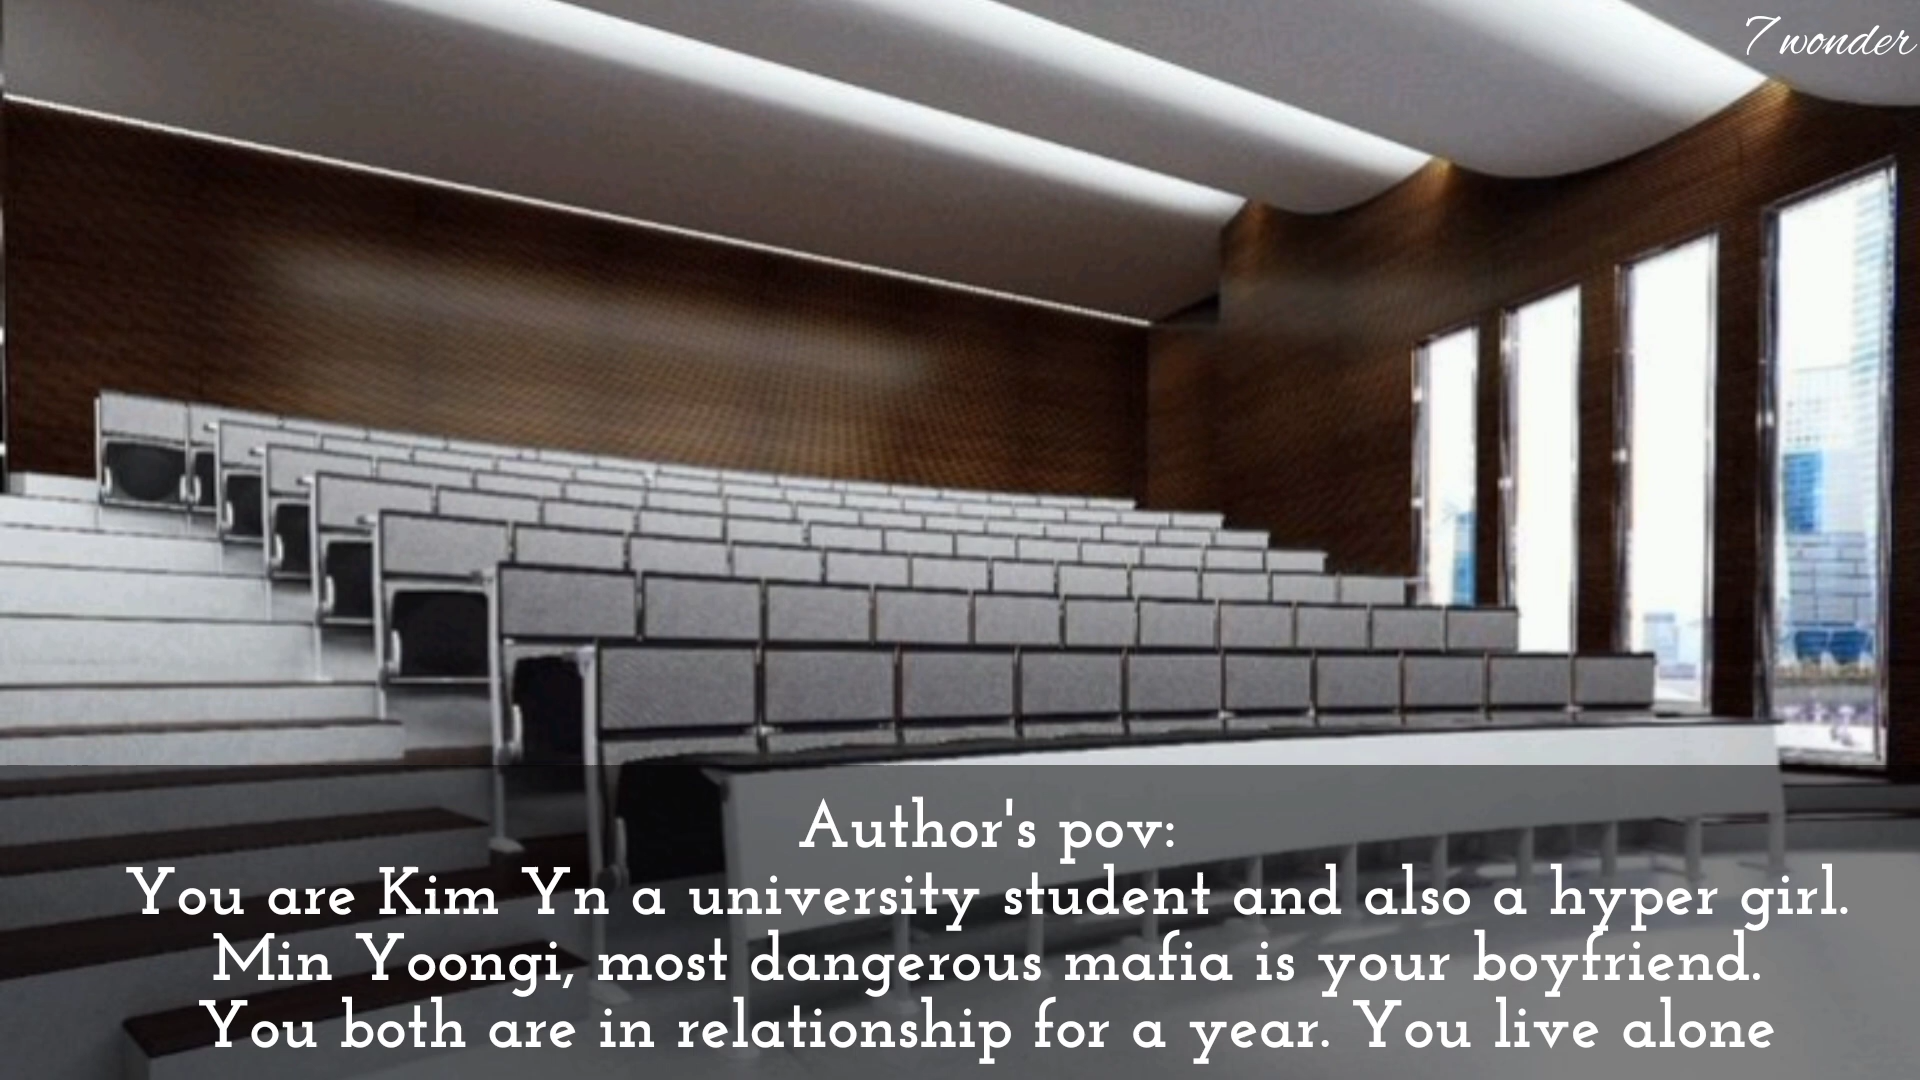 7 wonder
Author's pov:
You are Kim Yn a university student and also a hyper girl.
Min Yoongi, most dangerous mafia is your boyfriend.
You both are in relationship for a year. You live alone